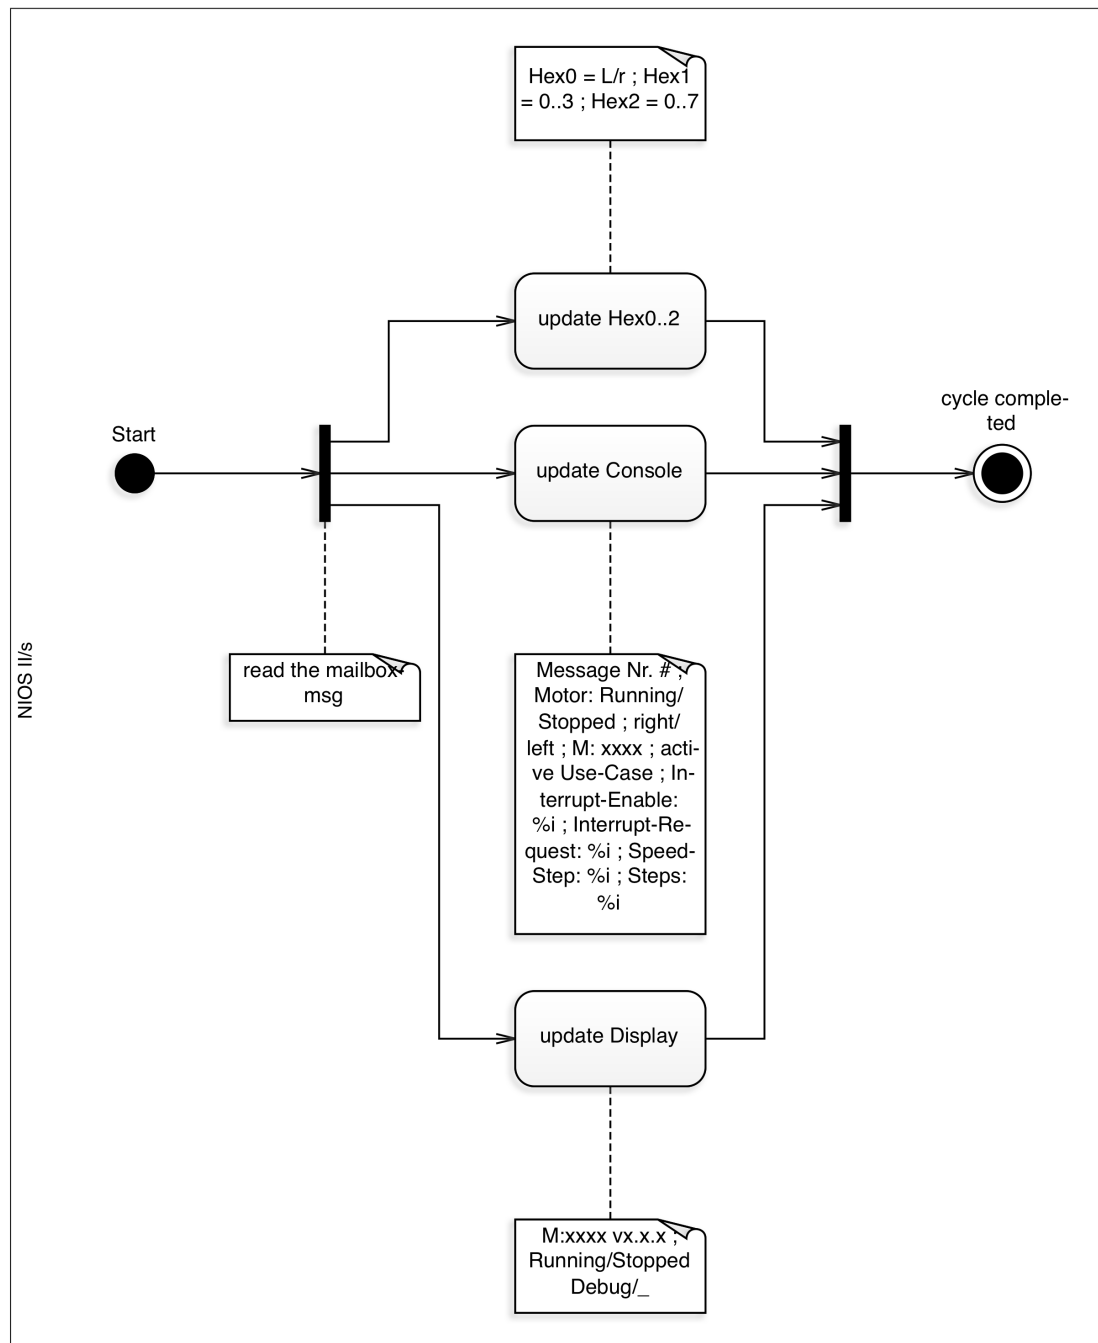 Hex0 = L/r ; Hex1
= 0..3 ; Hex2 = 0..7
update Hex0..2
cycle comple-
ted
Start
update Console
NIOS II/s
read the mailbox-
msg
Message Nr. # ;
Motor: Running/
Stopped ; right/
left ; M: xxxx ; acti-
ve Use-Case ; In-
terrupt-Enable:
%i ; Interrupt-Re-
quest: %i ; Speed-
Step: %i ; Steps:
%i
update Display
M:xxxx vx.x.x ;
Running/Stopped
Debug/_